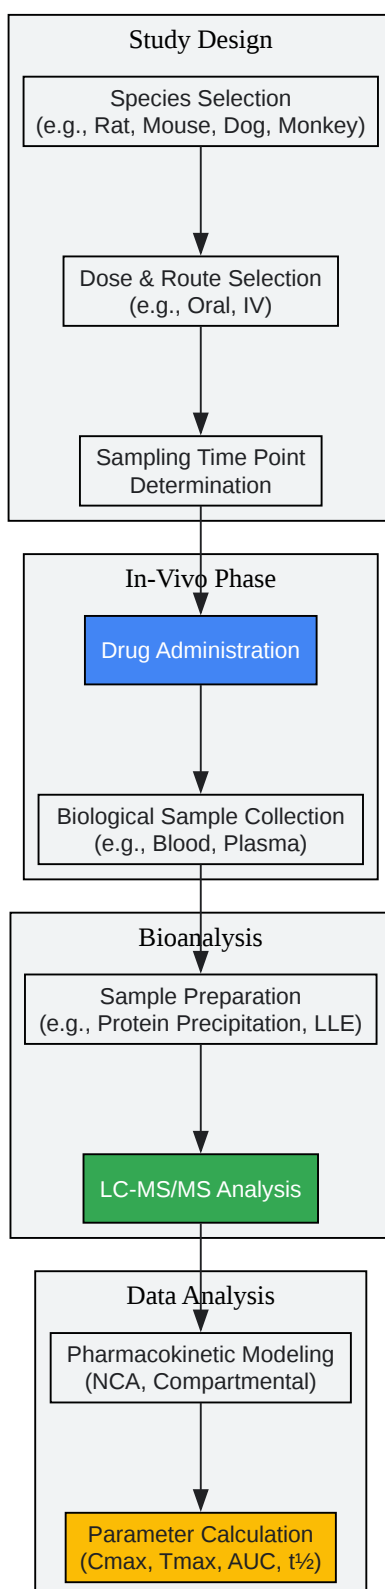 Study Design
Species Selection
(e.g., Rat, Mouse, Dog, Monkey)
Dose & Route Selection
(e.g., Oral, IV)
Sampling Time Point
Determination
In-Vivo Phase
Drug Administration
Biological Sample Collection
(e.g., Blood, Plasma)
Bioanalysis
Sample Preparation
(e.g., Protein Precipitation, LLE)
LC-MS/MS Analysis
Data Analysis
Pharmacokinetic Modeling
(NCA, Compartmental)
Parameter Calculation
(Cmax, Tmax, AUC, t½)